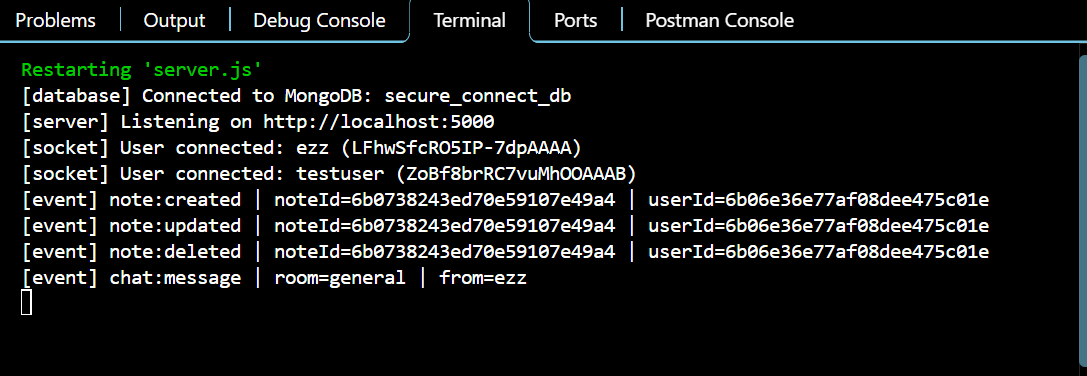 Problems Output Debug Console Terminal Ports Postman Console
Restarting 'server.js'
[database] Connected to MongoDB: secure_connect_db
[server] Listening on http://localhost:5000
[socket] User connected: ezz (LFhwSfcRO5IP-7dpAAAA)
[socket] User connected: testuser (ZoBf8brRC7vuMhOOAAAB)
[event] note:created | noteId=6b0738243ed70e59107e49a4 | userId=6b06e36e77af08dee475c01e
[event] note:updated | noteId=6b0738243ed70e59107e49a4 | userId=6b06e36e77af08dee475c01e
[event] note:deleted | noteId=6b0738243ed70e59107e49a4 | userId=6b06e36e77af08dee475c01e
[event] chat:message | room=general | from=ezz